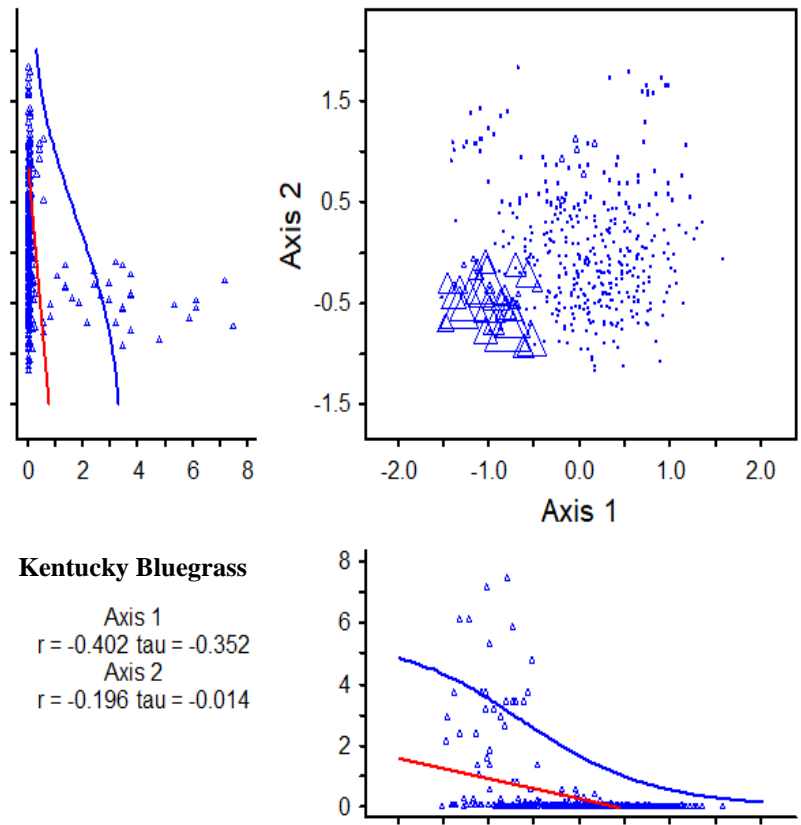 1.5
0.5
-0.5
-1.5
Axis 2
0 2 4 6 8
-2.0 -1.0 0.0 1.0 2.0
Axis 1
Kentucky Bluegrass
Axis 1
r = -0.402 tau = -0.352
Axis 2
r = -0.196 tau = -0.014
8
6
4
2
0